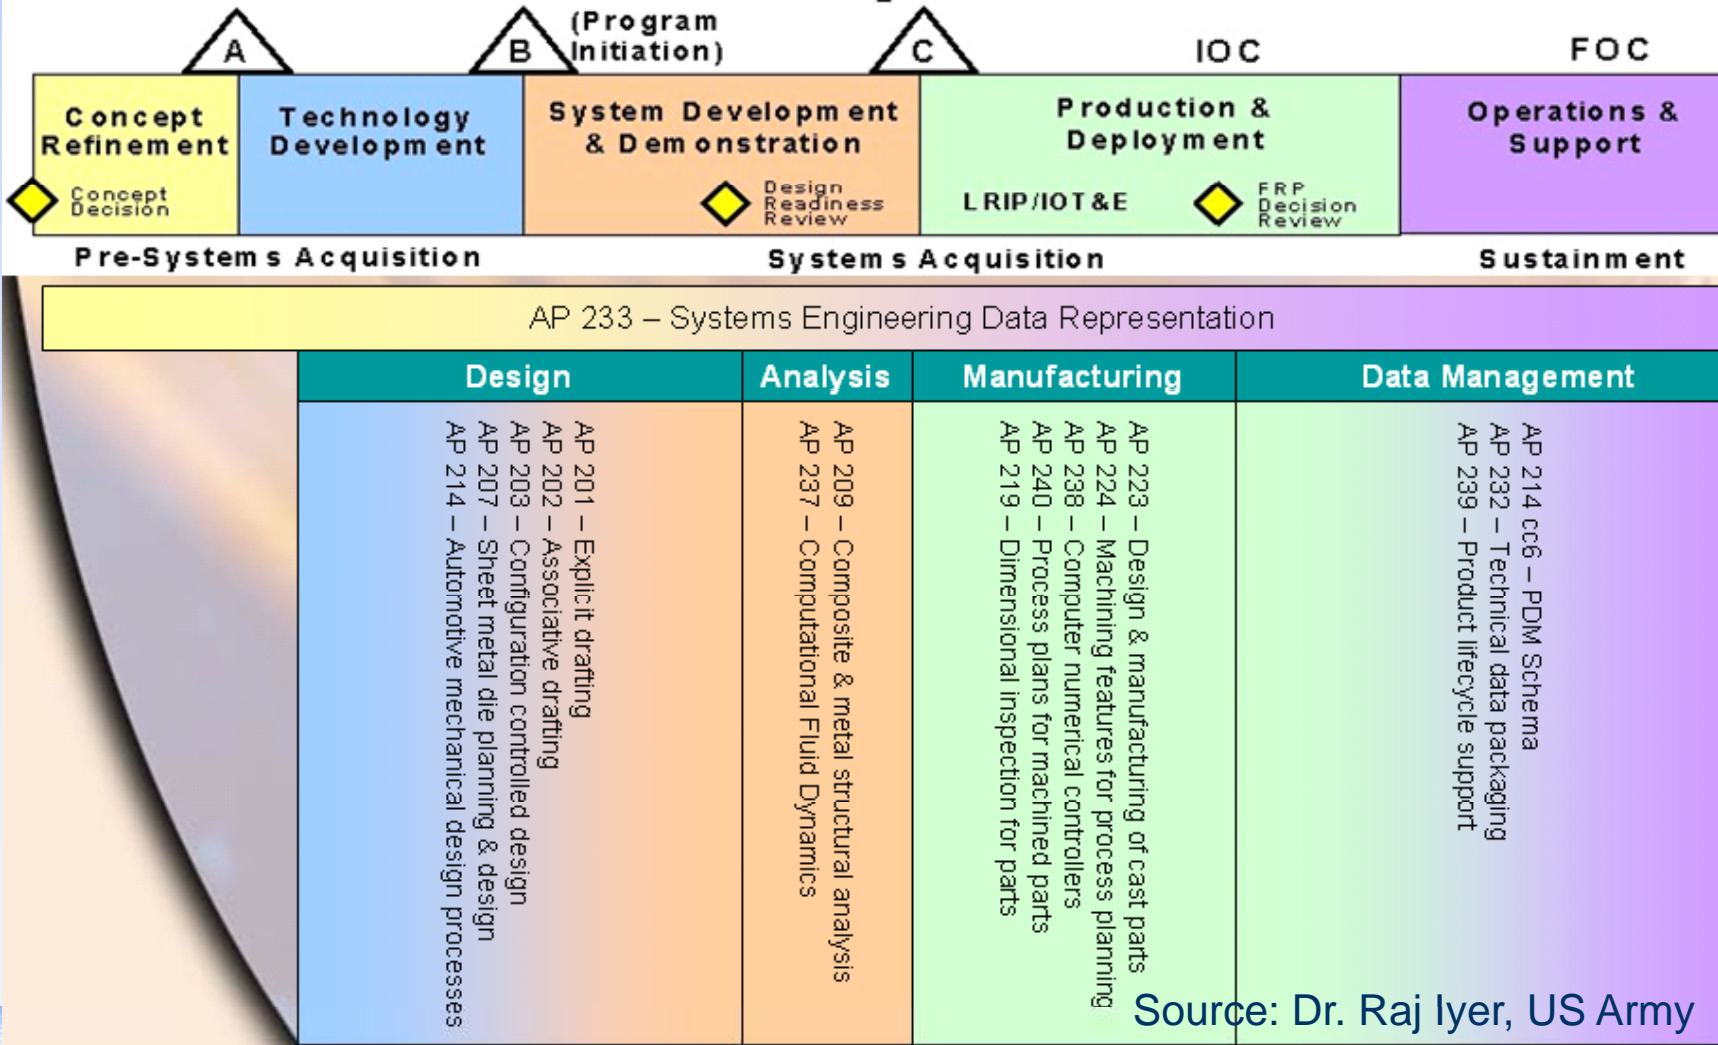 A
B
(Program
Initiation)
C
IOC
FOC
Concept
Refinement
Technology
Development
System Development
& Demonstration
Production &
Deployment
Operations &
Support
Concept
Decision
Design
Readiness
Review
LRIP/IOT&E
FRP
Decision
Review
Pre-Systems Acquisition
Systems Acquisition
Sustainment
AP 233 – Systems Engineering Data Representation
Design
Analysis
Manufacturing
Data Management
AP 201 – Explicit drafting
AP 202 – Associative drafting
AP 203 – Configuration controlled design
AP 207 – Sheet metal die planning & design
AP 214 – Automotive mechanical design processes
AP 209 – Composite & metal structural analysis
AP 237 – Computational Fluid Dynamics
AP 223 – Design & manufacturing of cast parts
AP 224 – Machining features for process planning
AP 238 – Computer numerical controllers
AP 240 – Process plans for machined parts
AP 219 – Dimensional inspection for parts
AP 214 cc6 – PDM Schema
AP 232 – Technical data packaging
AP 239 – Product lifecycle support
Source: Dr. Raj Iyer, US Army